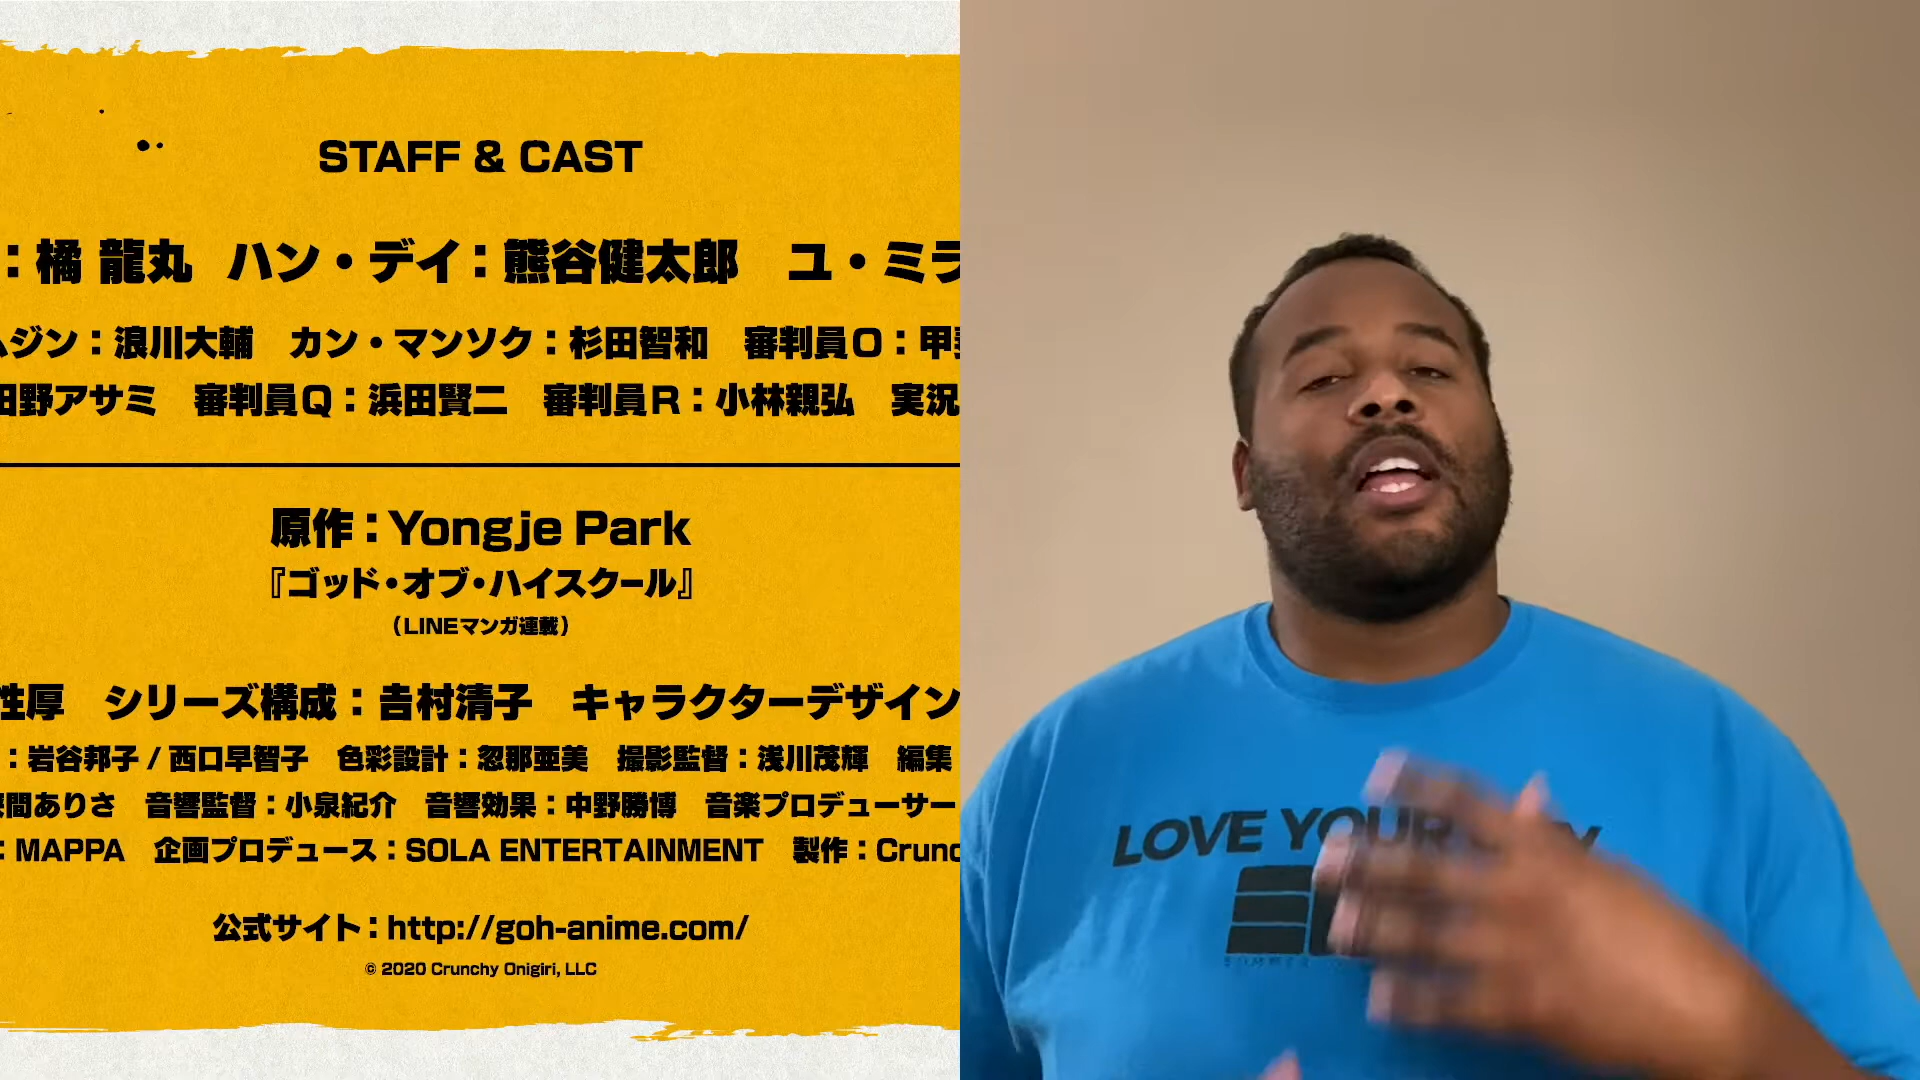 STAFF & CAST
：橘 龍丸 ハン・デイ：熊谷健太郎 ユ・ミラ
ムジン：浪川大輔 カン・マンソク：杉田智和 審判員O：甲斐
田野アサミ 審判員Q：浜田賢二 審判員R：小林親弘 実況
原作：Yongje Park
『ゴッド・オブ・ハイスクール』
（LINEマンガ連載）
性厚 シリーズ構成：𠮷村清子 キャラクターデザイン
：岩谷邦子 / 西口早智子 色彩設計：忽那亜美 撮影監督：浅川茂輝 編集
間ありさ 音響監督：小泉紀介 音響効果：中野勝博 音楽プロデューサー
：MAPPA 企画プロデュース：SOLA ENTERTAINMENT 製作：Crunc
公式サイト：http://goh-anime.com/
© 2020 Crunchy Onigiri, LLC
LOVE YOUR